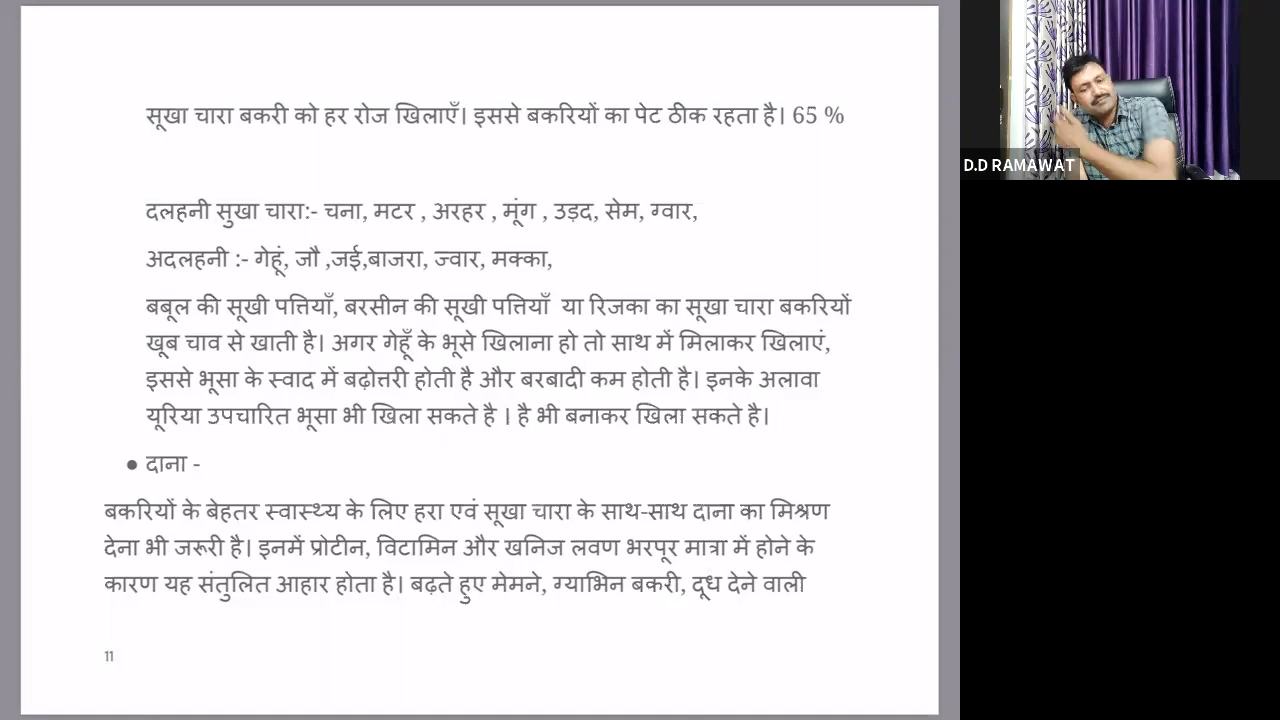 सूखा चारा बकरी को हर रोज खिलाएँ। इससे बकरियों का पेट ठीक रहता है। 65 %
दलहनी सुखा चारा:- चना, मटर , अरहर , मूंग , उड़द, सेम, ग्वार,
अदलहनी :- गेहूं, जौ ,जई,बाजरा, ज्वार, मक्का,
बबूल की सूखी पत्तियाँ, बरसीन की सूखी पत्तियाँ या रिजका का सूखा चारा बकरियों
खूब चाव से खाती है। अगर गेहूँ के भूसे खिलाना हो तो साथ में मिलाकर खिलाएं,
इससे भूसा के स्वाद में बढ़ोत्तरी होती है और बरबादी कम होती है। इनके अलावा
यूरिया उपचारित भूसा भी खिला सकते है । है भी बनाकर खिला सकते है।
● दाना -
बकरियों के बेहतर स्वास्थ्य के लिए हरा एवं सूखा चारा के साथ-साथ दाना का मिश्रण
देना भी जरूरी है। इनमें प्रोटीन, विटामिन और खनिज लवण भरपूर मात्रा में होने के
कारण यह संतुलित आहार होता है। बढ़ते हुए मेमने, ग्याभिन बकरी, दूध देने वाली
11
D.D RAMAWAT